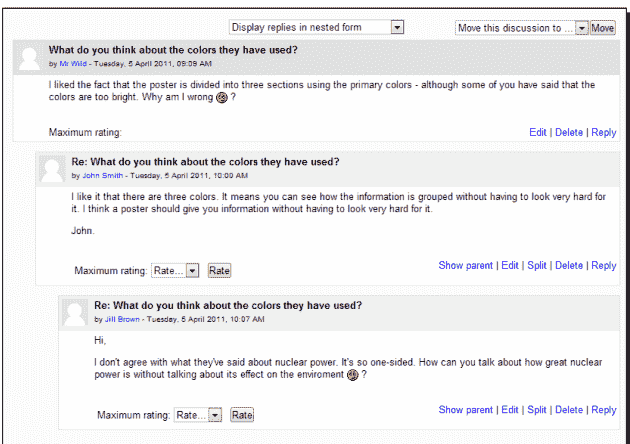 Display replies in nested form
Move this discussion to ... Move
What do you think about the colors they have used?
by Mr Wild - Tuesday, 5 April 2011, 09:09 AM
I liked the fact that the poster is divided into three sections using the primary colors - although some of you have said that the
colors are too bright. Why am I wrong ?
Maximum rating:
Edit | Delete | Reply
Re: What do you think about the colors they have used?
by John Smith - Tuesday, 5 April 2011, 10:00 AM
I like it that there are three colors. It means you can see how the information is grouped without having to look very hard for
it. I think a poster should give you information without having to look very hard for it.
John.
Maximum rating: Rate... Rate
Show parent | Edit | Split | Delete | Reply
Re: What do you think about the colors they have used?
by Jill Brown - Tuesday, 5 April 2011, 10:07 AM
Hi,
I don't agree with what they've said about nuclear power. It's so one-sided. How can you talk about how great nuclear
power is without talking about its effect on the enviroment ?
Maximum rating: Rate... Rate
Show parent | Edit | Split | Delete | Reply